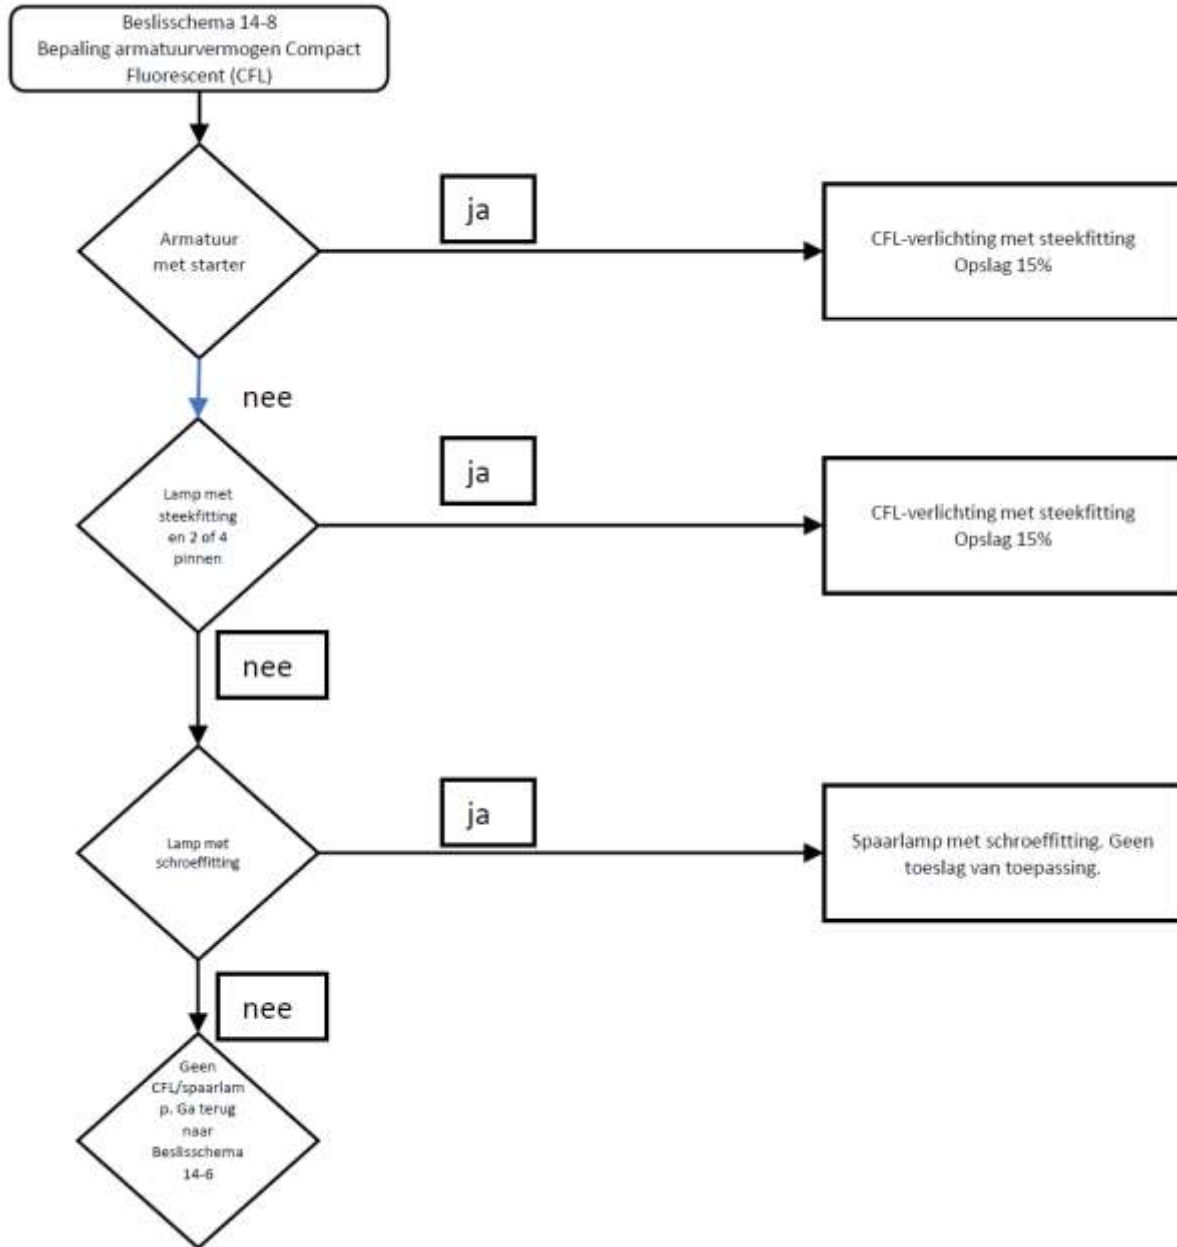 Beslisschema 14-8
Bepaling armatuurvermogen Compact
Fluorescent (CFL)
Armatuur
met starter
ja
CFL-verlichting met steekfitting
Opslag 15%
nee
Lamp met
steekfitting
en 2 of 4
pinnen
ja
CFL-verlichting met steekfitting
Opslag 15%
nee
Lamp met
schroeffitting
ja
Spaarlamp met schroeffitting. Geen
toeslag van toepassing.
nee
Geen
CFL/spaarlam
p. Ga terug
naar
Beslisschema
14-6